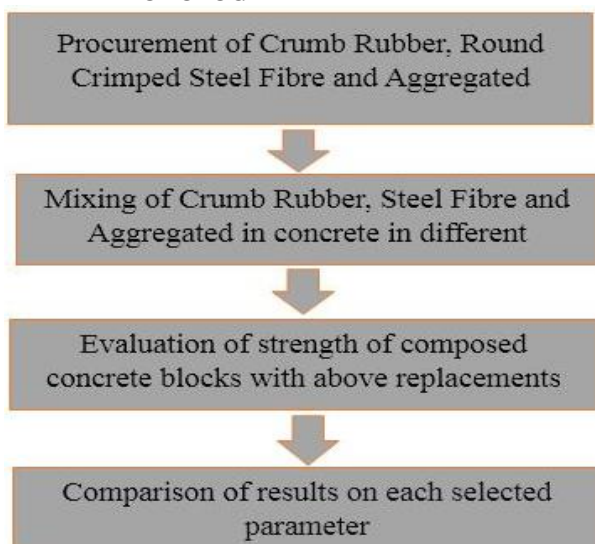 Procurement of Crumb Rubber, Round
Crimped Steel Fibre and Aggregated
Mixing of Crumb Rubber, Steel Fibre and
Aggregated in concrete in different
Evaluation of strength of composed
concrete blocks with above replacements
Comparison of results on each selected
parameter